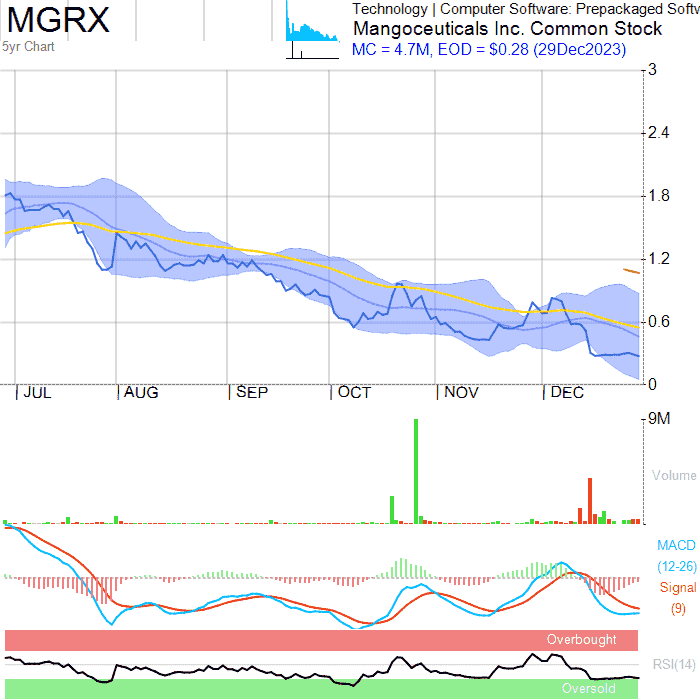 MGRX
Technology | Computer Software: Prepackaged Softw
Mangoceuticals Inc. Common Stock
5yr Chart
MC = 4.7M, EOD = $0.28 (29Dec2023)
3
2.4
1.8
1.2
0.6
0
JUL AUG SEP OCT NOV DEC
9M
Volume
MACD
(12-26)
Signal
(9)
Overbought
RSI(14)
Oversold